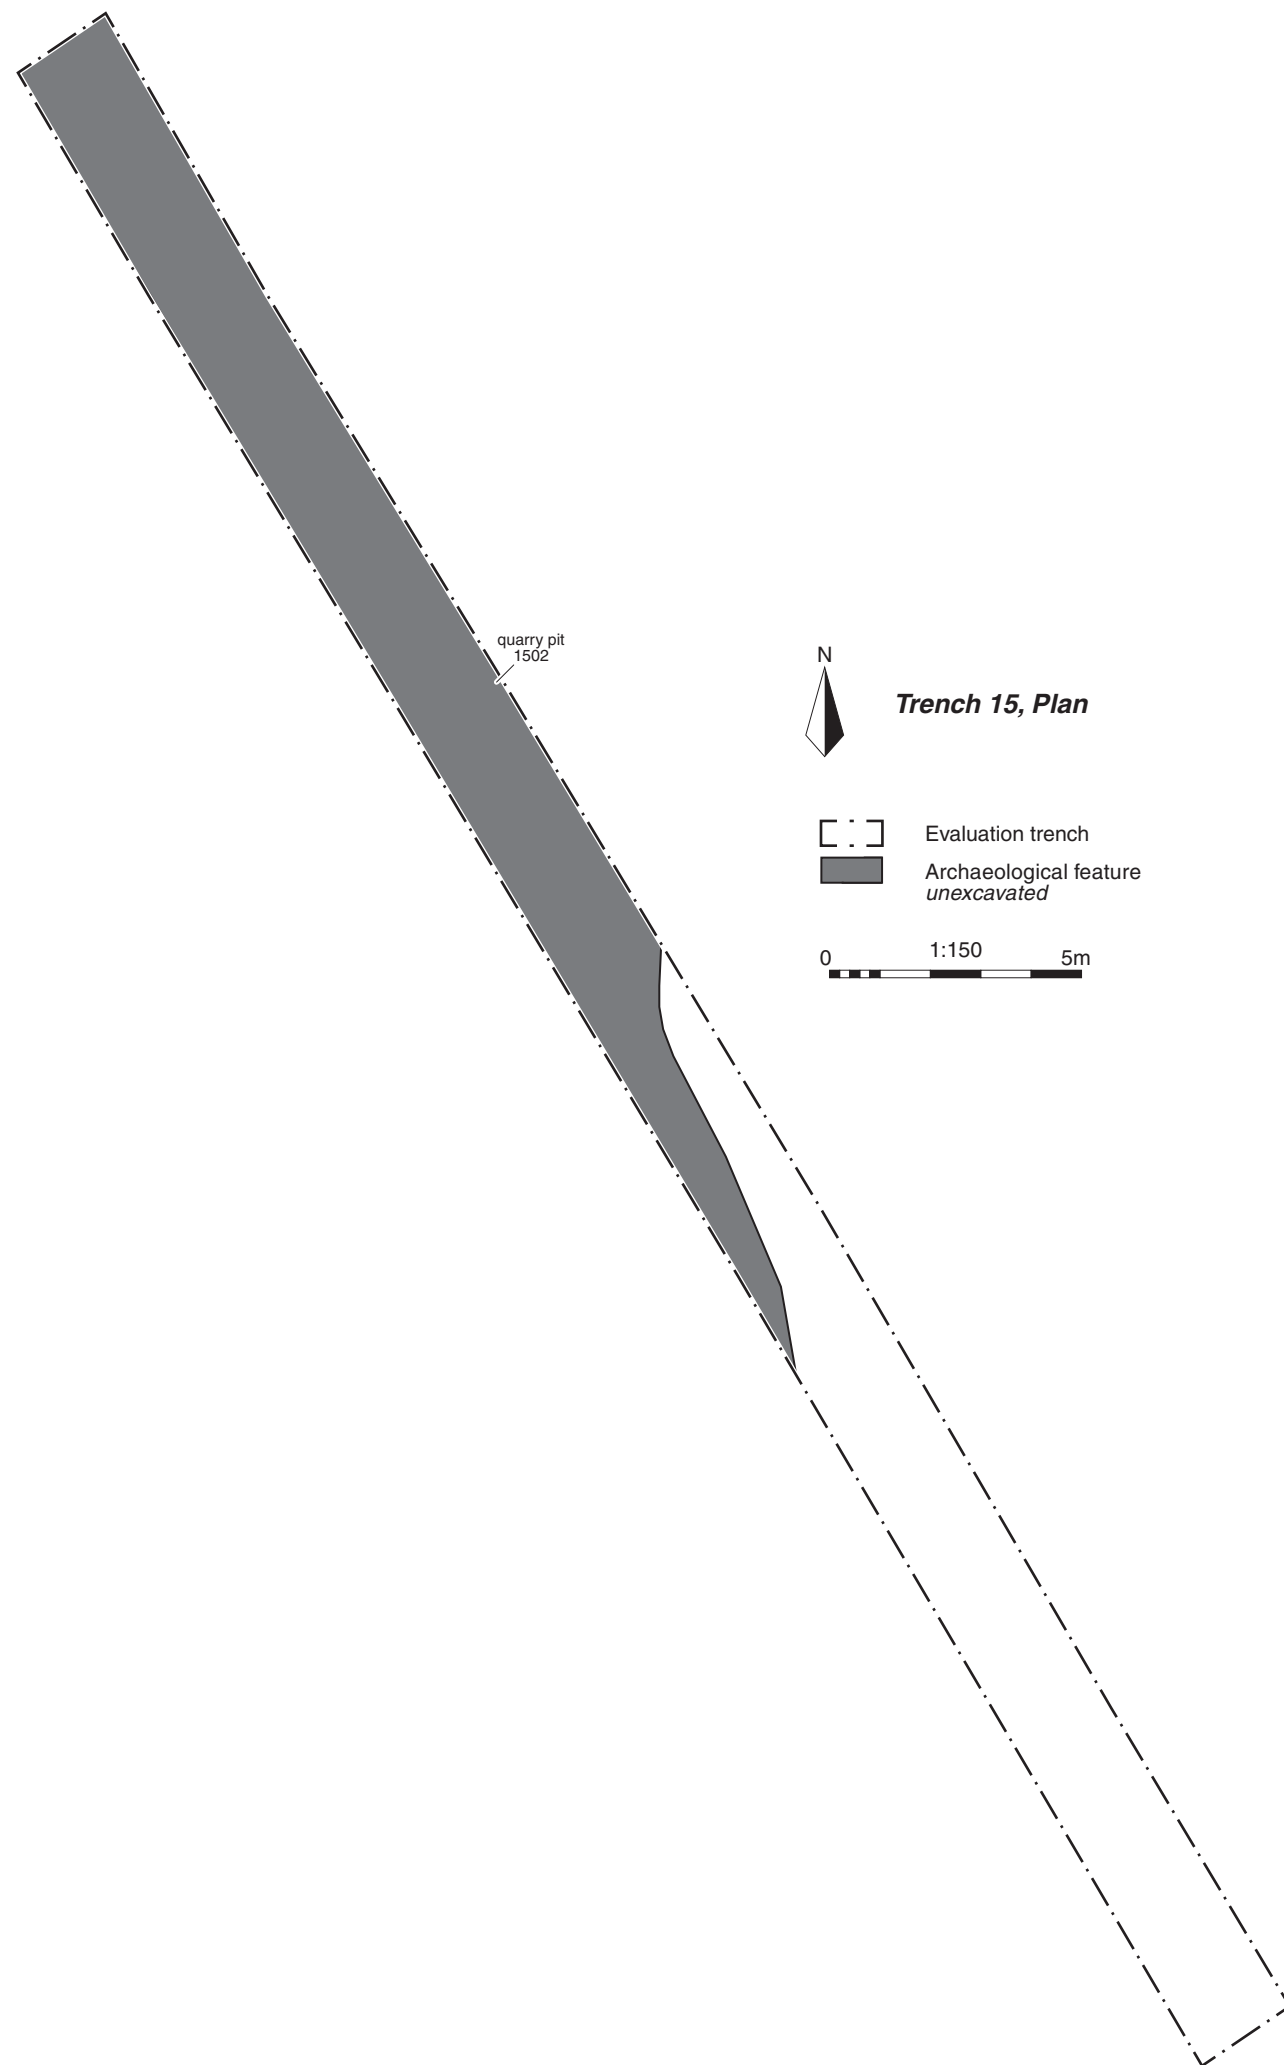 quarry pit
1502
N
Trench 15, Plan
Evaluation trench
Archaeological feature
unexcavated
0 1:150 5m